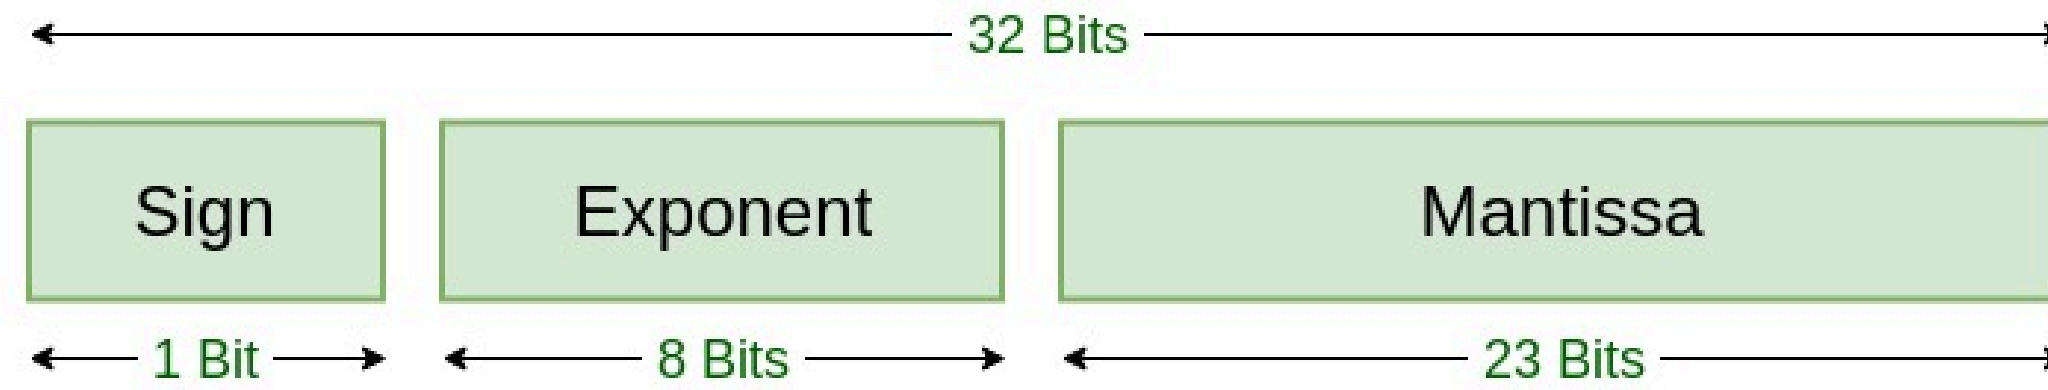 32 Bits
Sign Exponent Mantissa
1 Bit 8 Bits 23 Bits